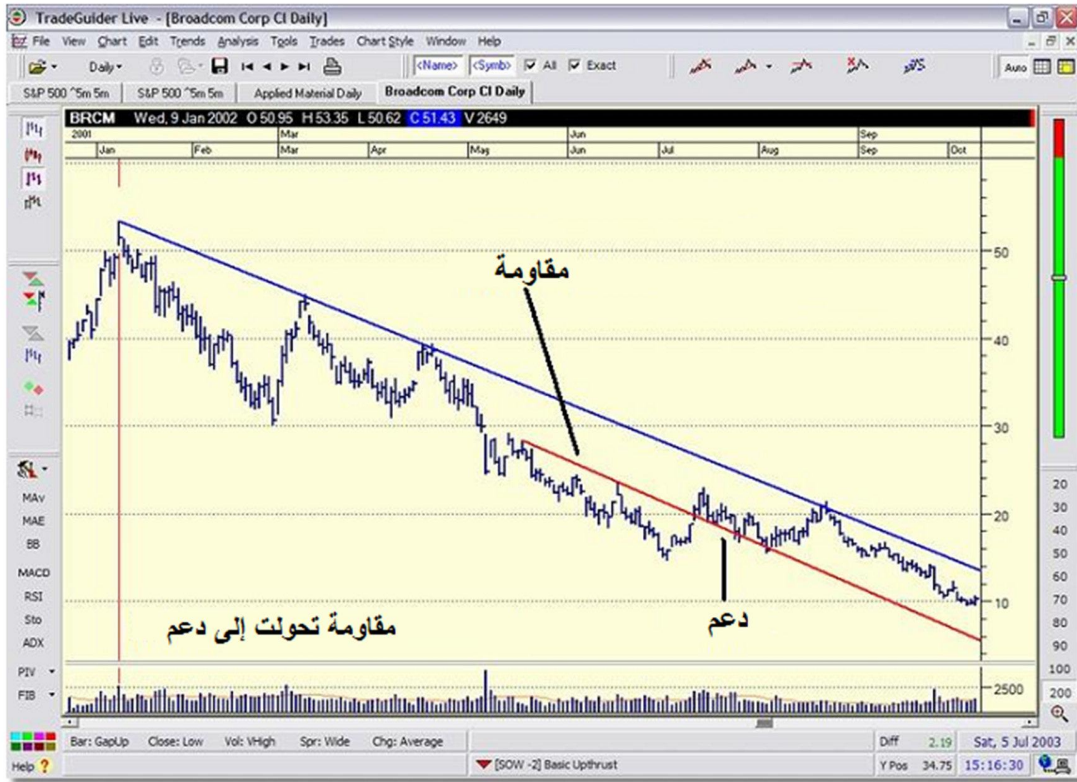 TradeGuider Live - [Broadcom Corp CI Daily]
File View Chart Edit Trends Analysis Tools Trades Chart Style Window Help
Daily <Name> <Symb> All Exact Auto
S&P 500 ^5m 5m S&P 500 ^5m 5m Applied Material Daily Broadcom Corp CI Daily
BRCM Wed, 9 Jan 2002 O 50.95 H 53.35 L 50.62 C 51.43 V 2649
2001 Mar Jun Sep
Jan Feb Mar Apr May Jun Jul Aug Sep Oct
50
مقاومة
40
30
20
10
دعم
مقاومة تحولت إلى دعم
2500
MAv
MAE
BB
MACD
RSI
Sto
ADX
PIV
FIB
20
30
40
50
60
70
80
90
100
200
Bar: GapUp Close: Low Vol: VHigh Spr: Wide Chg: Average Diff 2.19 Sat, 5 Jul 2003
Help ? [SOW -2] Basic Upthrust Y Pos 34.75 15:16:30